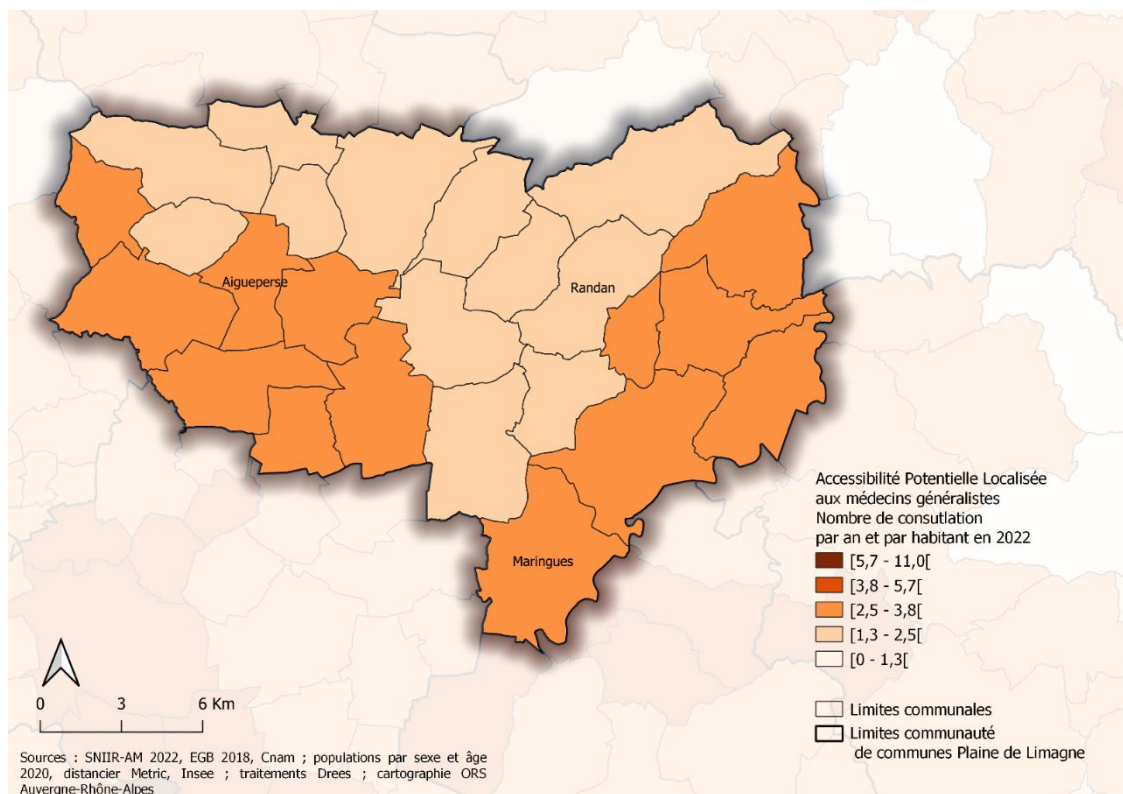 Aigueperse
Randan
Maringues
Accessibilité Potentielle Localisée
aux médecins généralistes
Nombre de consutlation
par an et par habitant en 2022
[5,7 - 11,0[
[3,8 - 5,7[
[2,5 - 3,8[
[1,3 - 2,5[
[0 - 1,3[
Limites communales
Limites communauté
de communes Plaine de Limagne
0 3 6 Km
Sources : SNIIR-AM 2022, EGB 2018, Cnam ; populations par sexe et âge
2020, distancier Metric, Insee ; traitements Drees ; cartographie ORS
Auvergne-Rhône-Alpes